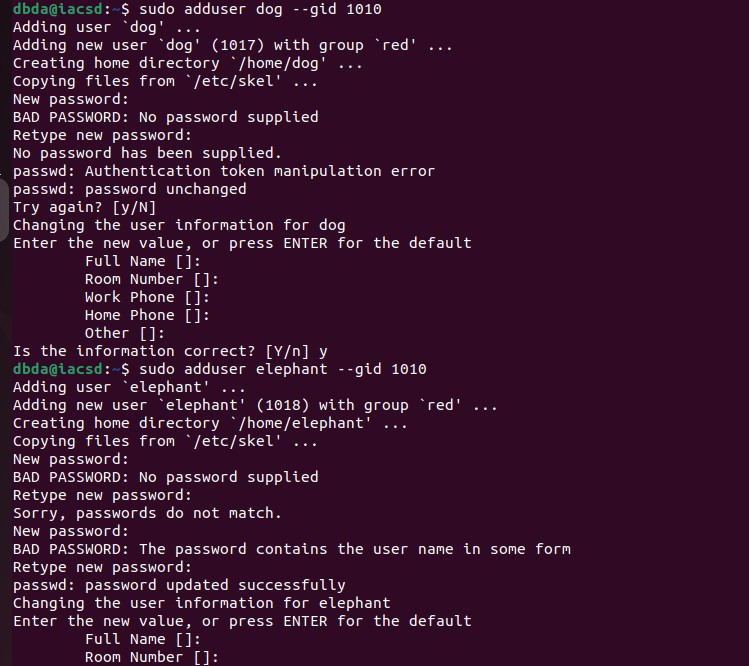 dbda@iacsd:~$ sudo adduser dog --gid 1010
Adding user `dog' ...
Adding new user `dog' (1017) with group `red' ...
Creating home directory `/home/dog' ...
Copying files from `/etc/skel' ...
New password:
BAD PASSWORD: No password supplied
Retype new password:
No password has been supplied.
passwd: Authentication token manipulation error
passwd: password unchanged
Try again? [y/N]
Changing the user information for dog
Enter the new value, or press ENTER for the default
        Full Name []:
        Room Number []:
        Work Phone []:
        Home Phone []:
        Other []:
Is the information correct? [Y/n] y
dbda@iacsd:~$ sudo adduser elephant --gid 1010
Adding user `elephant' ...
Adding new user `elephant' (1018) with group `red' ...
Creating home directory `/home/elephant' ...
Copying files from `/etc/skel' ...
New password:
BAD PASSWORD: No password supplied
Retype new password:
Sorry, passwords do not match.
New password:
BAD PASSWORD: The password contains the user name in some form
Retype new password:
passwd: password updated successfully
Changing the user information for elephant
Enter the new value, or press ENTER for the default
        Full Name []:
        Room Number []: